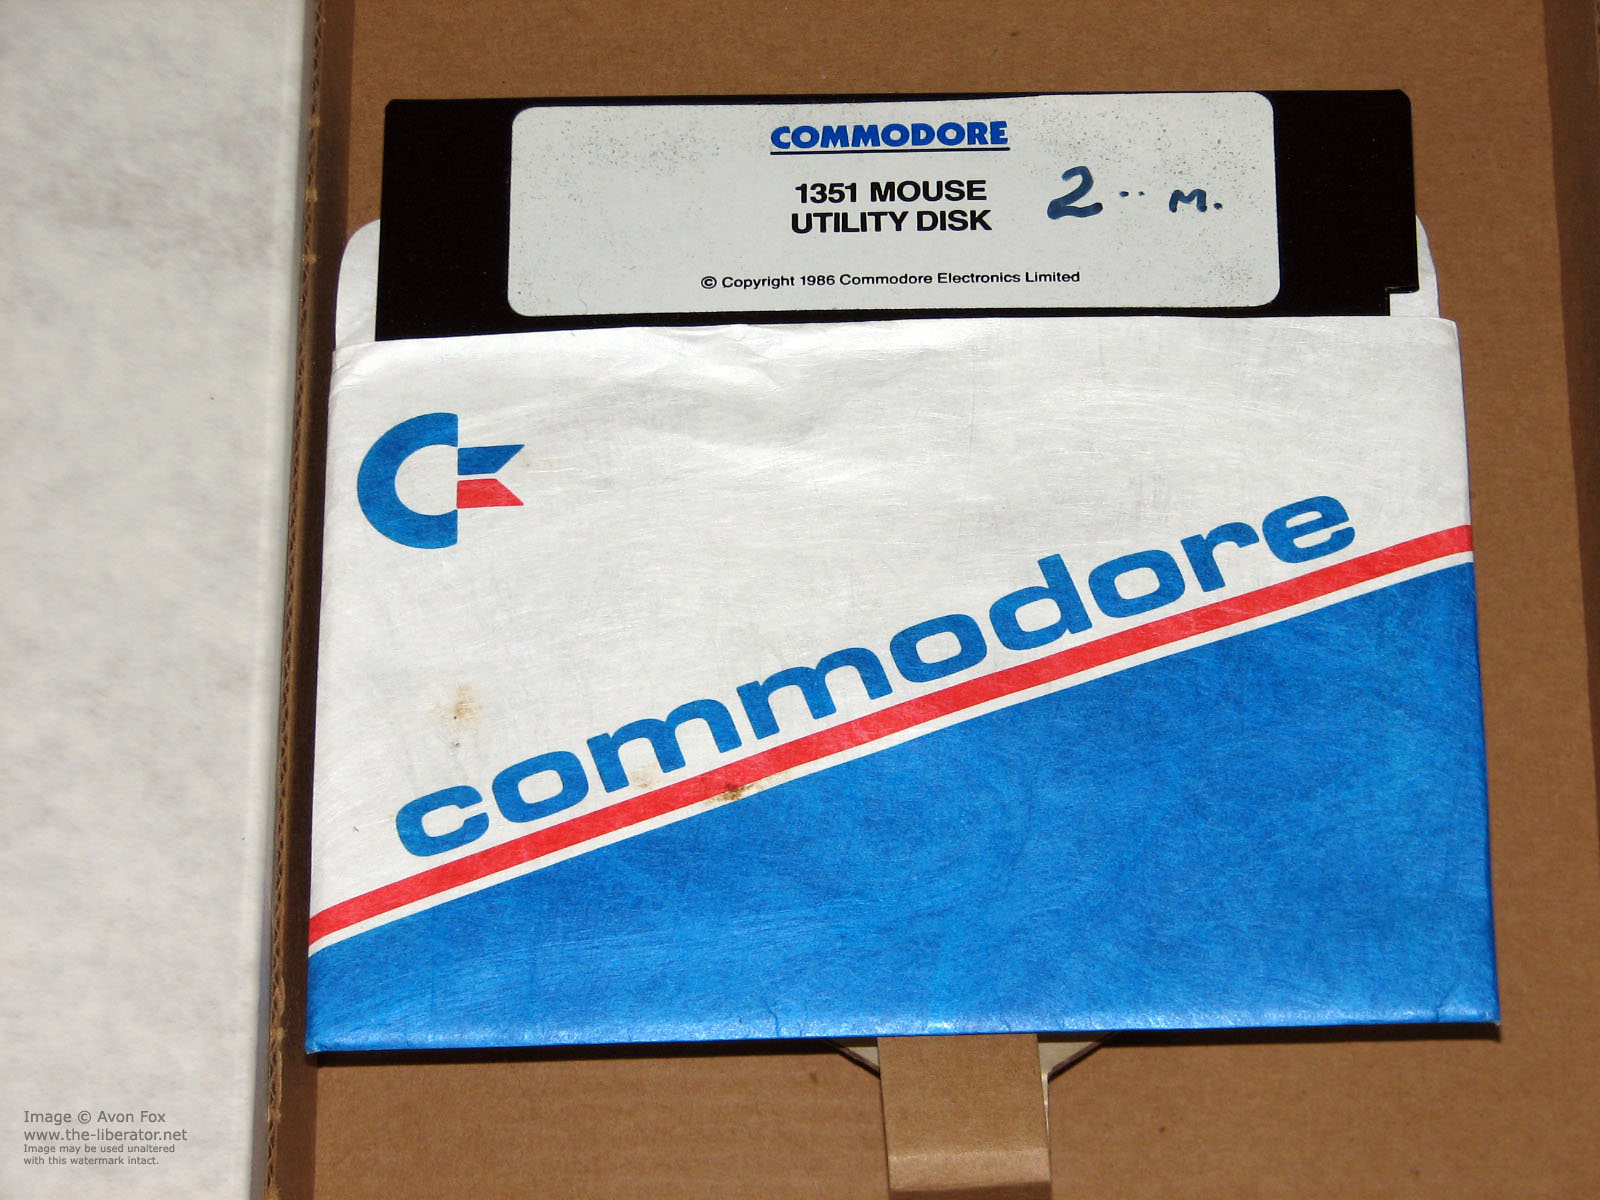 COMMODORE
1351 MOUSE
UTILITY DISK
2·· M.
© Copyright 1986 Commodore Electronics Limited
commodore
Image © Avon Fox
www.the-liberator.net
Image may be used unaltered
with this watermark intact.